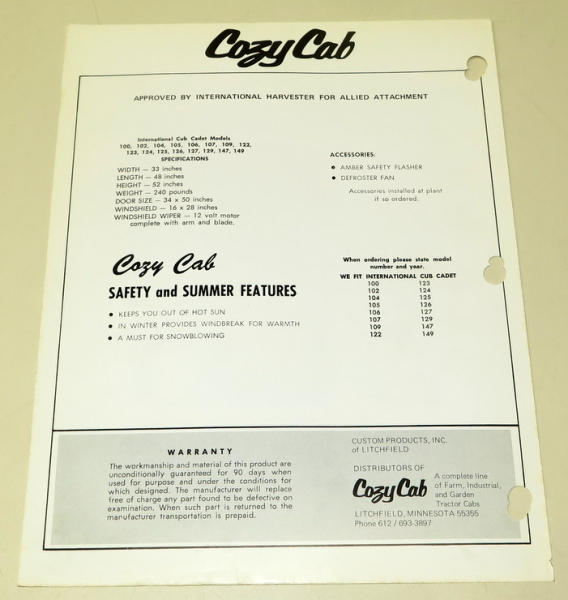 Cozy Cab
APPROVED BY INTERNATIONAL HARVESTER FOR ALLIED ATTACHMENT
International Cub Cadet Models
100, 102, 104, 105, 106, 107, 109, 122,
123, 124, 125, 126, 127, 129, 147, 149
SPECIFICATIONS
WIDTH — 33 inches
LENGTH — 48 inches
HEIGHT — 52 inches
WEIGHT — 240 pounds
DOOR SIZE — 34 x 50 inches
WINDSHIELD — 16 x 28 inches
WINDSHIELD WIPER — 12 volt motor
complete with arm and blade.
ACCESSORIES:
● AMBER SAFETY FLASHER
● DEFROSTER FAN
Accessories installed at plant
if so ordered.
Cozy Cab
SAFETY and SUMMER FEATURES
● KEEPS YOU OUT OF HOT SUN
● IN WINTER PROVIDES WINDBREAK FOR WARMTH
● A MUST FOR SNOWBLOWING
When ordering please state model
number and year.
WE FIT INTERNATIONAL CUB CADET
100 123
102 124
104 125
105 126
106 127
107 129
109 147
122 149
WARRANTY
The workmanship and material of this product are
unconditionally guaranteed for 90 days when
used for purpose and under the conditions for
which designed. The manufacturer will replace
free of charge any part found to be defective on
examination. When such part is returned to the
manufacturer transportation is prepaid.
CUSTOM PRODUCTS, INC.
of LITCHFIELD
DISTRIBUTORS OF
Cozy Cab
A complete line
of Farm, Industrial,
and Garden
Tractor Cabs
LITCHFIELD, MINNESOTA 55355
Phone 612 / 693-3897